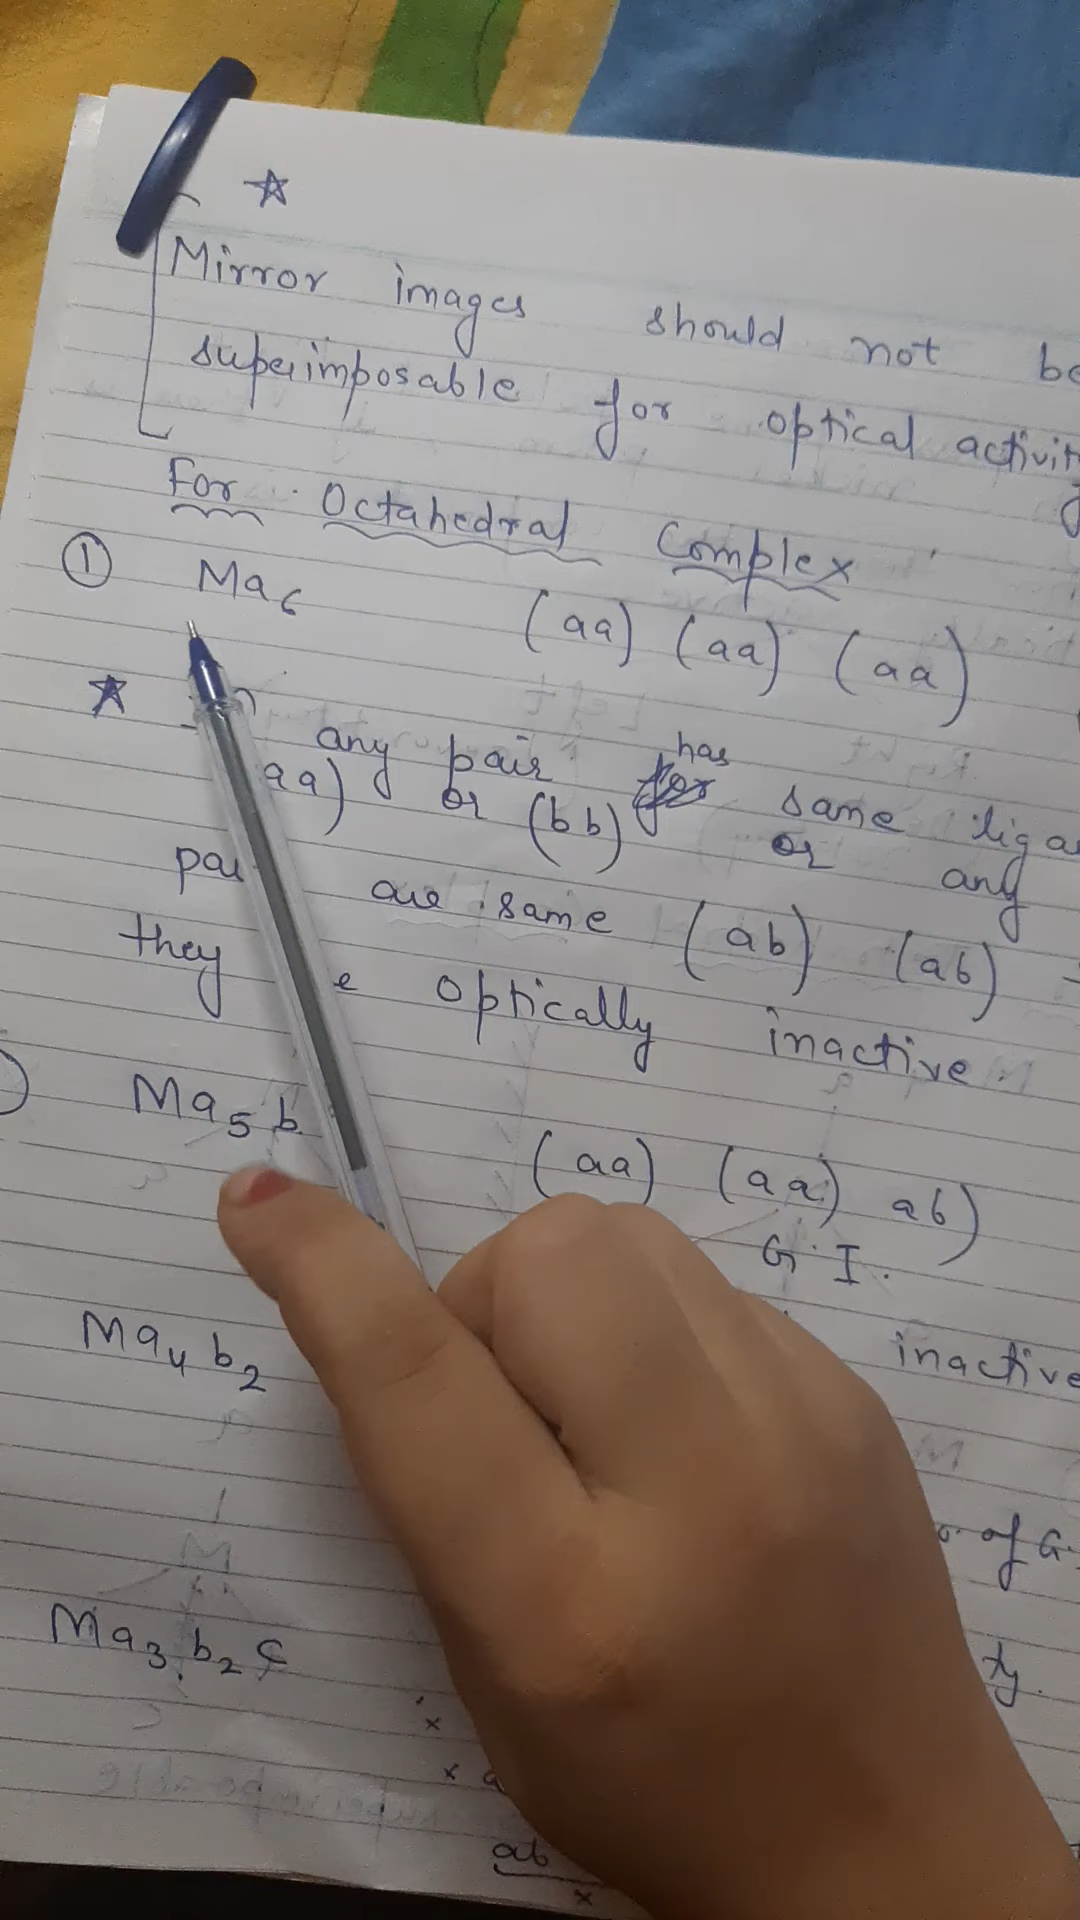 Mirror images should not be
superimposable for optical activity
For Octahedral Complex
① Ma₆ (aa) (aa) (aa)
any pair has same
aa) or (bb) or any
are same (ab) (ab)
they optically inactive.
Ma₅b (aa) (aa) ab)
G.I.
inactive
Ma₄b₂
of G.
Ma₃b₂c
ty.
x
x a
ab
x